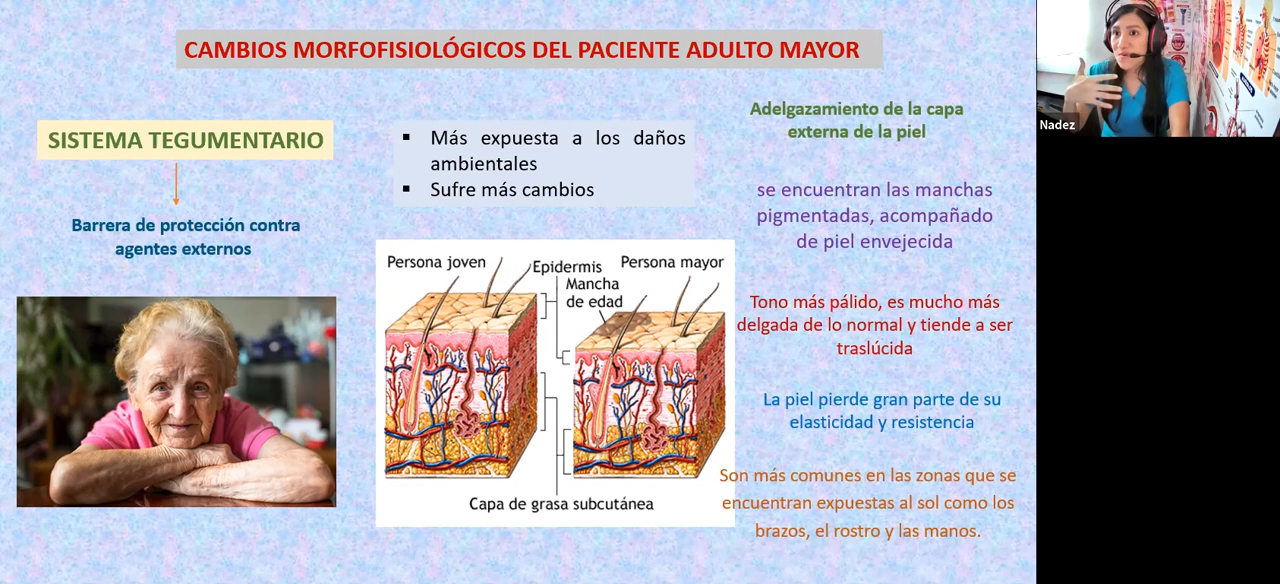 CAMBIOS MORFOFISIOLÓGICOS DEL PACIENTE ADULTO MAYOR
SISTEMA TEGUMENTARIO
Barrera de protección contra
agentes externos
▪ Más expuesta a los daños
ambientales
▪ Sufre más cambios
Persona joven
Epidermis
Persona mayor
Mancha
de edad
Capa de grasa subcutánea
Adelgazamiento de la capa
externa de la piel
se encuentran las manchas
pigmentadas, acompañado
de piel envejecida
Tono más pálido, es mucho más
delgada de lo normal y tiende a ser
traslúcida
La piel pierde gran parte de su
elasticidad y resistencia
Son más comunes en las zonas que se
encuentran expuestas al sol como los
brazos, el rostro y las manos.
Nadez